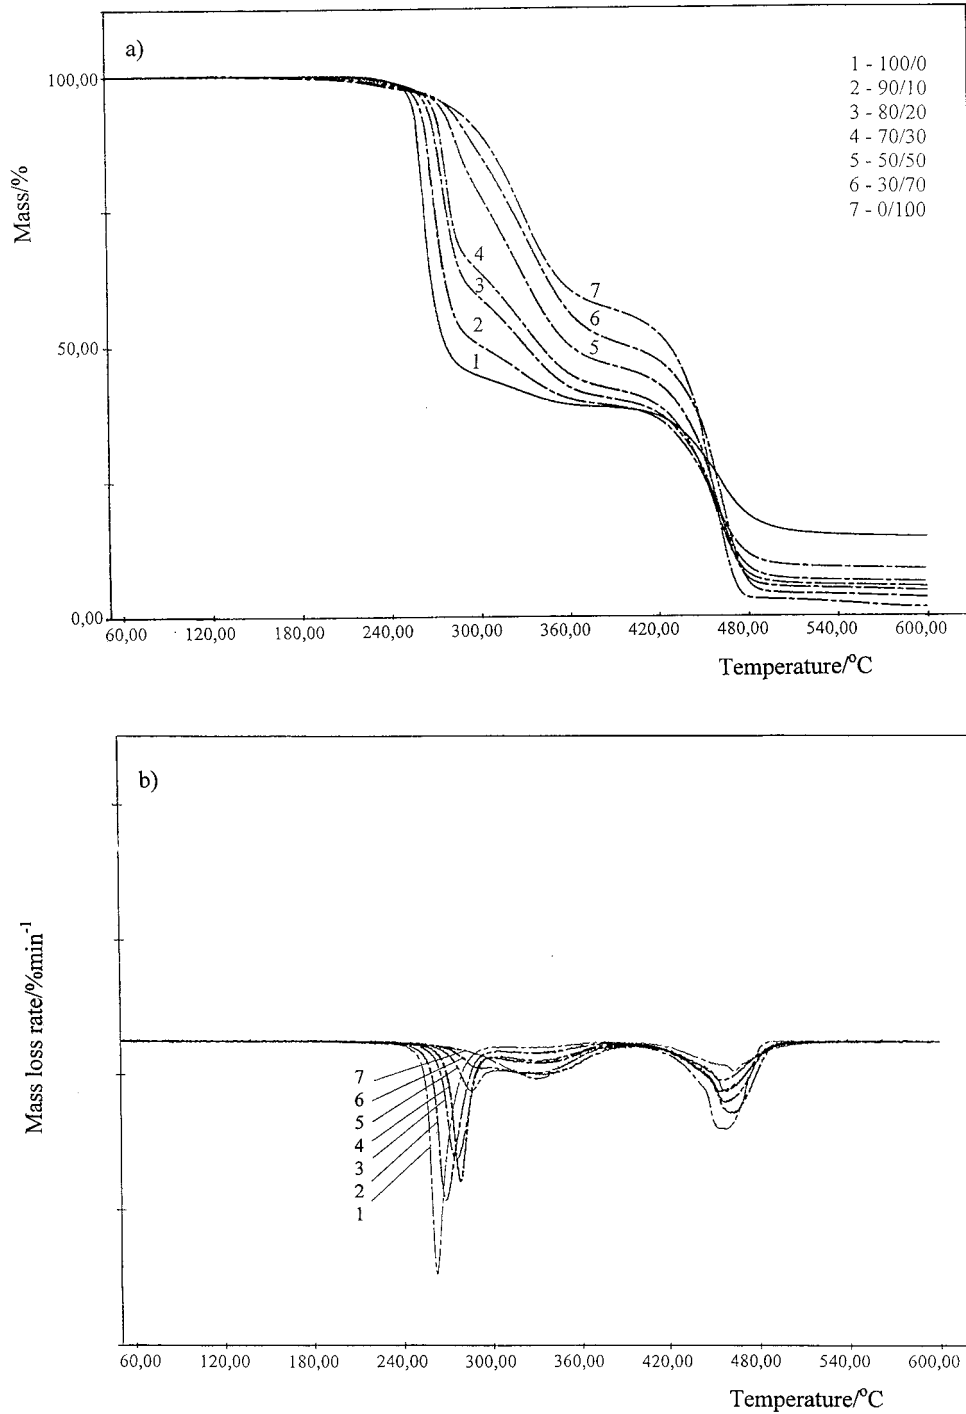 a)
1 - 100/0
2 - 90/10
3 - 80/20
4 - 70/30
5 - 50/50
6 - 30/70
7 - 0/100
Mass/%
100,00
50,00
0,00
4
3
2
1
7
6
5
60,00 120,00 180,00 240,00 300,00 360,00 420,00 480,00 540,00 600,00
Temperature/°C
b)
Mass loss rate/%min⁻¹
7
6
5
4
3
2
1
60,00 120,00 180,00 240,00 300,00 360,00 420,00 480,00 540,00 600,00
Temperature/°C